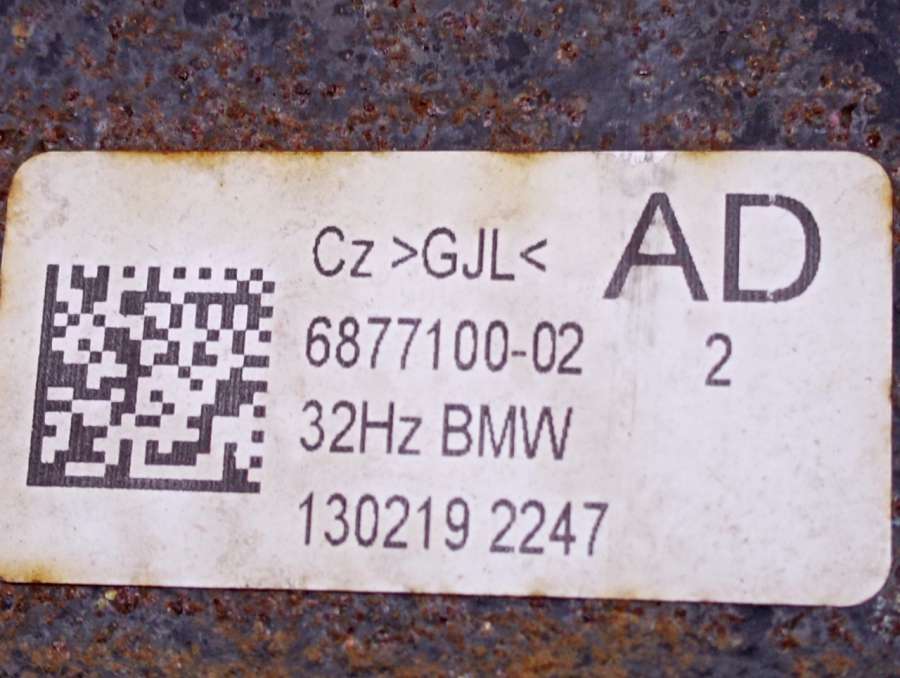 Cz >GJL<
AD
6877100-02
2
32Hz BMW
130219 2247